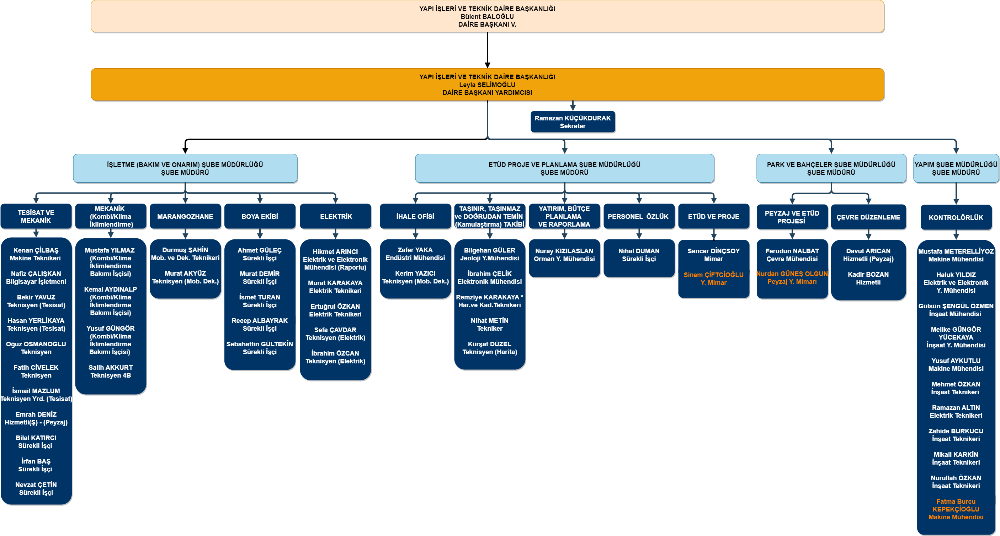 YAPI İŞLERİ VE TEKNİK DAİRE BAŞKANLIĞI
Bülent BALOĞLU
DAİRE BAŞKANI V.
YAPI İŞLERİ VE TEKNİK DAİRE BAŞKANLIĞI
Leyla SELİMOĞLU
DAİRE BAŞKANI YARDIMCISI
Ramazan KÜÇÜKDURAK
Sekreter
İŞLETME (BAKIM VE ONARIM) ŞUBE MÜDÜRLÜĞÜ
ŞUBE MÜDÜRÜ
ETÜD PROJE VE PLANLAMA ŞUBE MÜDÜRLÜĞÜ
ŞUBE MÜDÜRÜ
PARK VE BAHÇELER ŞUBE MÜDÜRLÜĞÜ
ŞUBE MÜDÜRÜ
YAPIM ŞUBE MÜDÜRLÜĞÜ
ŞUBE MÜDÜRÜ
TESİSAT VE
MEKANİK
MEKANİK
(Kombi/Klima
İklimlendirme)
MARANGOZHANE
BOYA EKİBİ
ELEKTRİK
İHALE OFİSİ
TAŞINIR, TAŞINMAZ
ve DOĞRUDAN TEMİN
(Kamulaştırma) TAKİBİ
YATIRIM, BÜTÇE
PLANLAMA
VE RAPORLAMA
PERSONEL  ÖZLÜK
ETÜD VE PROJE
PEYZAJ VE ETÜD
PROJESİ
ÇEVRE DÜZENLEME
KONTROLÖRLÜK
Kenan ÇİLBAŞ
Makine Teknikeri
Nafiz ÇALIŞKAN
Bilgisayar İşletmeni
Bekir YAVUZ
Teknisyen (Tesisat)
Hasan YERLİKAYA
Teknisyen (Tesisat)
Oğuz OSMANOĞLU
Teknisyen
Fatih CİVELEK
Teknisyen
İsmail MAZLUM
Teknisyen Yrd. (Tesisat)
Emrah DENİZ
Hizmetli(Ş) - (Peyzaj)
Bilal KATIRCI
Sürekli İşçi
İrfan BAŞ
Sürekli İşçi
Nevzat ÇETİN
Sürekli İşçi
Mustafa YILMAZ
(Kombi/Klima
İklimlendirme
Bakımı İşçisi)
Kemal AYDINALP
(Kombi/Klima
İklimlendirme
Bakımı İşçisi)
Yusuf GÜNGÖR
(Kombi/Klima
İklimlendirme
Bakımı İşçisi)
Salih AKKURT
Teknisyen 4B
Durmuş ŞAHİN
Mob. ve Dek. Teknikeri
Murat AKYÜZ
Teknisyen (Mob. Dek.)
Ahmet GÜLEÇ
Sürekli İşçi
Murat DEMİR
Sürekli İşçi
İsmet TURAN
Sürekli İşçi
Recep ALBAYRAK
Sürekli İşçi
Sebahattin GÜLTEKİN
Sürekli İşçi
Hikmet ARINCI
Elektrik ve Elektronik
Mühendisi (Raporlu)
Murat KARAKAYA
Elektrik Teknikeri
Ertuğrul ÖZKAN
Elektrik Teknikeri
Sefa ÇAVDAR
Teknisyen (Elektrik)
İbrahim ÖZCAN
Teknisyen (Elektrik)
Zafer YAKA
Endüstri Mühendisi
Kerim YAZICI
Teknisyen (Mob. Dek.)
Bilgehan GÜLER
Jeoloji Y.Mühendisi
İbrahim ÇELİK
Elektronik Mühendisi
Remziye KARAKAYA *
Har.ve Kad.Teknikeri
Nihat METİN
Tekniker
Kürşat DÜZEL
Teknisyen (Harita)
Nuray KIZILASLAN
Orman Y. Mühendisi
Nihal DUMAN
Sürekli İşçi
Sencer DİNÇSOY
Mimar
Sinem ÇİFTCİOĞLU
Y. Mimar
Ferudun NALBAT
Çevre Mühendisi
Nurdan GÜNEŞ OLGUN
Peyzaj Y. Mimarı
Davut ARICAN
Hizmetli (Peyzaj)
Kadir BOZAN
Hizmetli
Mustafa METERELLİYOZ
Makine Mühendisi
Haluk YILDIZ
Elektrik ve Elektronik
Y. Mühendisi
Gülsün ŞENGÜL ÖZMEN
İnşaat Mühendisi
Melike GÜNGÖR
YÜCEKAYA
İnşaat Y. Mühendisi
Yusuf AYKUTLU
Makine Mühendisi
Mehmet ÖZKAN
İnşaat Teknikeri
Ramazan ALTIN
Elektrik Teknikeri
Zahide BURKUCU
İnşaat Teknikeri
Mikail KARKİN
İnşaat Teknikeri
Nurullah ÖZKAN
İnşaat Teknikeri
Fatma Burcu
KEPEKÇİOĞLU
Makine Mühendisi